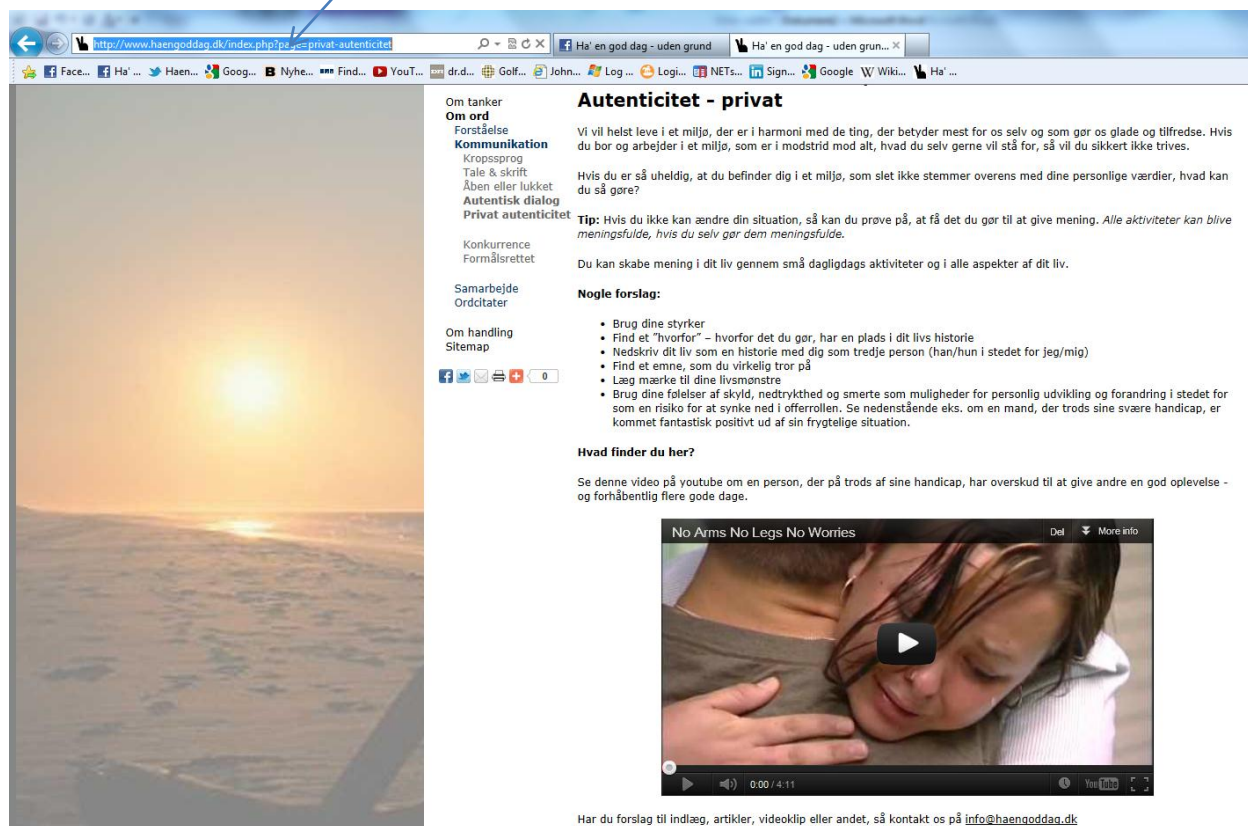 http://www.haengoddag.dk/index.php?page=privat-autenticitet
Ha' en god dag - uden grund
Ha' en god dag - uden grun...
Face...
Ha' ...
Haen...
Goog...
Nyhe...
Find...
YouT...
dr.d...
Golf...
John...
Log ...
Logi...
NETs...
Sign...
Google
Wiki...
Ha' ...
Om tanker
Om ord
Forståelse
Kommunikation
Kropssprog
Tale & skrift
Åben eller lukket
Autentisk dialog
Privat autenticitet
Konkurrence
Formålsrettet
Samarbejde
Ordcitater
Om handling
Sitemap
0
Autenticitet - privat
Vi vil helst leve i et miljø, der er i harmoni med de ting, der betyder mest for os selv og som gør os glade og tilfredse. Hvis
du bor og arbejder i et miljø, som er i modstrid mod alt, hvad du selv gerne vil stå for, så vil du sikkert ikke trives.
Hvis du er så uheldig, at du befinder dig i et miljø, som slet ikke stemmer overens med dine personlige værdier, hvad kan
du så gøre?
Tip: Hvis du ikke kan ændre din situation, så kan du prøve på, at få det du gør til at give mening. Alle aktiviteter kan blive
meningsfulde, hvis du selv gør dem meningsfulde.
Du kan skabe mening i dit liv gennem små dagligdags aktiviteter og i alle aspekter af dit liv.
Nogle forslag:
• Brug dine styrker
• Find et "hvorfor" – hvorfor det du gør, har en plads i dit livs historie
• Nedskriv dit liv som en historie med dig som tredje person (han/hun i stedet for jeg/mig)
• Find et emne, som du virkelig tror på
• Læg mærke til dine livsmønstre
• Brug dine følelser af skyld, nedtrykthed og smerte som muligheder for personlig udvikling og forandring i stedet for
som en risiko for at synke ned i offerrollen. Se nedenstående eks. om en mand, der trods sine svære handicap, er
kommet fantastisk positivt ud af sin frygtelige situation.
Hvad finder du her?
Se denne video på youtube om en person, der på trods af sine handicap, har overskud til at give andre en god oplevelse -
og forhåbentlig flere gode dage.
No Arms No Legs No Worries
Del
More info
0:00 / 4:11
YouTube
Har du forslag til indlæg, artikler, videoklip eller andet, så kontakt os på info@haengoddag.dk